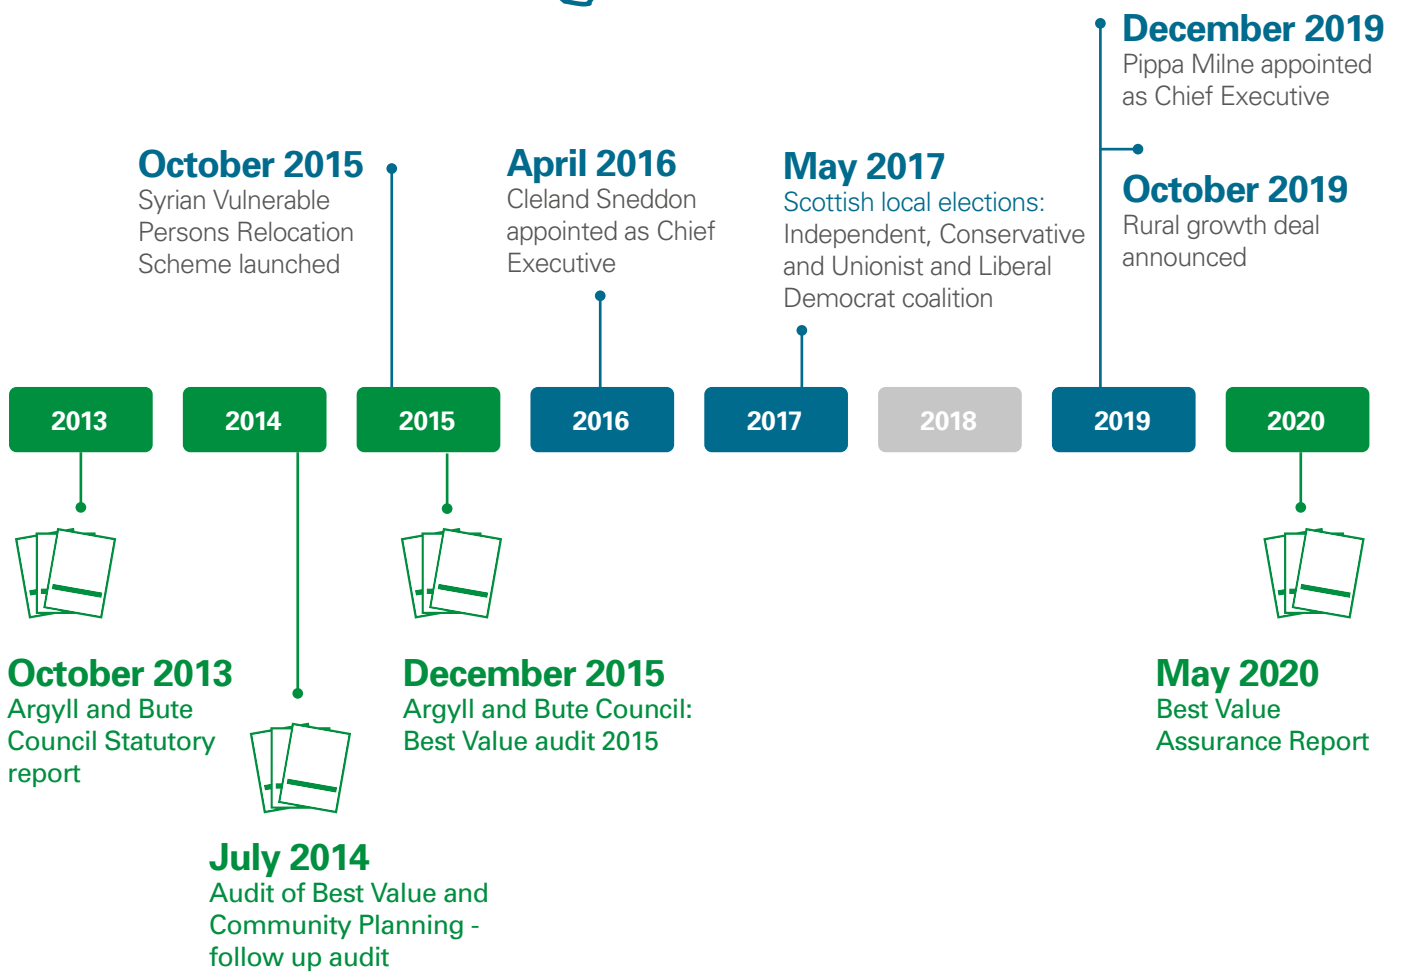 December 2019
Pippa Milne appointed
as Chief Executive
October 2015
Syrian Vulnerable
Persons Relocation
Scheme launched
April 2016
Cleland Sneddon
appointed as Chief
Executive
May 2017
Scottish local elections:
Independent, Conservative
and Unionist and Liberal
Democrat coalition
October 2019
Rural growth deal
announced
2013
2014
2015
2016
2017
2018
2019
2020
October 2013
Argyll and Bute
Council Statutory
report
December 2015
Argyll and Bute Council:
Best Value audit 2015
May 2020
Best Value
Assurance Report
July 2014
Audit of Best Value and
Community Planning -
follow up audit